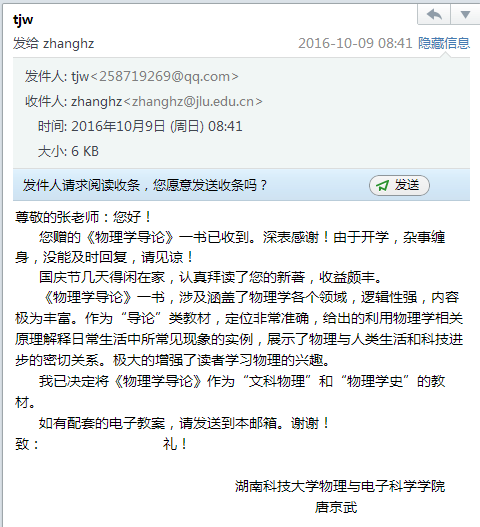 tjw
发给 zhanghz 2016-10-09 08:41 隐藏信息
发件人: tjw<258719269@qq.com>
收件人: zhanghz<zhanghz@jlu.edu.cn>
时间: 2016年10月9日 (周日) 08:41
大小: 6 KB
发件人请求阅读收条，您愿意发送收条吗？ 发送
尊敬的张老师：您好！
您赠的《物理学导论》一书已收到。深表感谢！由于开学，杂事缠
身，没能及时回复，请见谅！
国庆节几天得闲在家，认真拜读了您的新著，收益颇丰。
《物理学导论》一书，涉及涵盖了物理学各个领域，逻辑性强，内容
极为丰富。作为“导论”类教材，定位非常准确，给出的利用物理学相关
原理解释日常生活中所常见现象的实例，展示了物理与人类生活和科技进
步的密切关系。极大的增强了读者学习物理的兴趣。
我已决定将《物理学导论》作为“文科物理”和“物理学史”的教
材。
如有配套的电子教案，请发送到本邮箱。谢谢！
致： 礼！
湖南科技大学物理与电子科学学院
唐京武